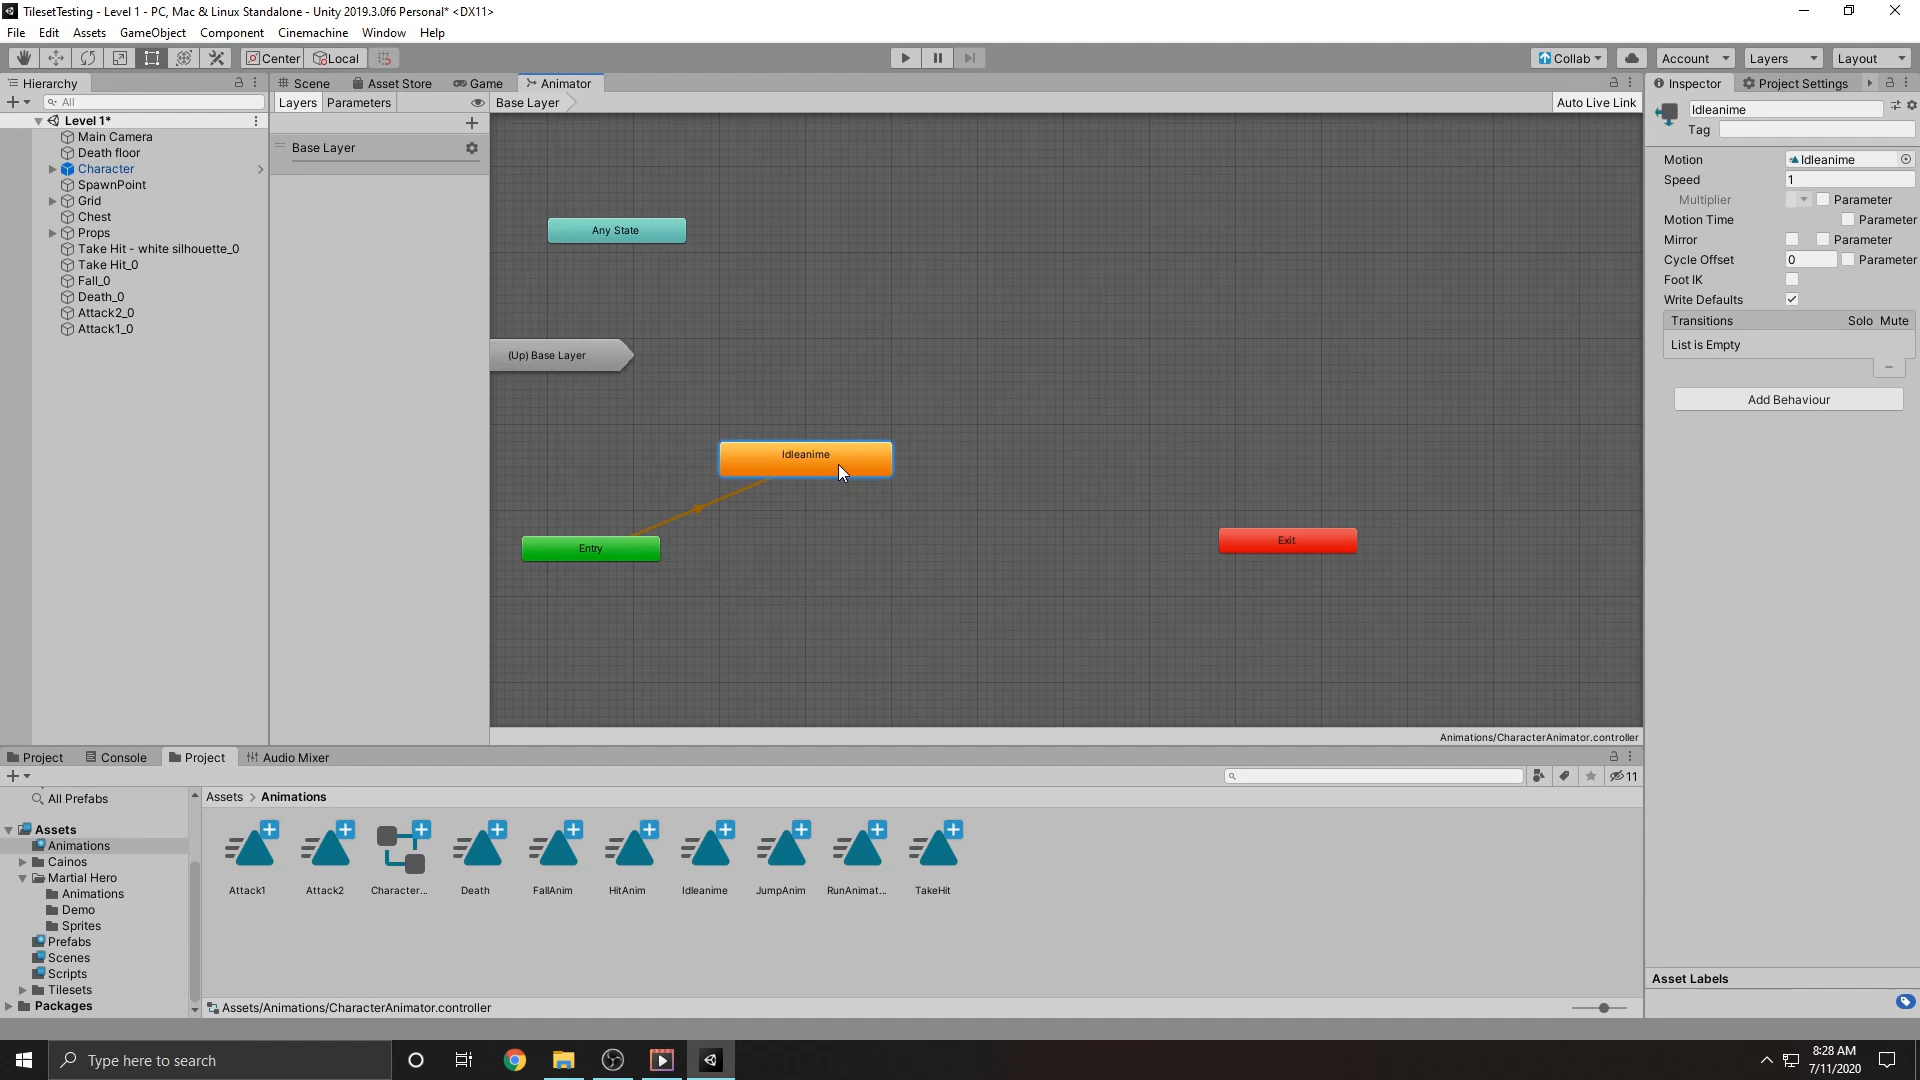 TilesetTesting - Level 1 - PC, Mac & Linux Standalone - Unity 2019.3.0f6 Personal* <DX11>
File Edit Assets GameObject Component Cinemachine Window Help
Center Local Collab Account Layers Layout
Hierarchy Scene Asset Store Game Animator Inspector Project Settings
All Layers Parameters Base Layer Auto Live Link Idleanime
Level 1*
Tag
Main Camera
Base Layer
Death floor
Motion Idleanime
Character
Speed 1
SpawnPoint
Multiplier Parameter
Grid
Motion Time Parameter
Chest
Any State
Mirror Parameter
Props
Cycle Offset 0 Parameter
Take Hit - white silhouette_0
Foot IK
Take Hit_0
Write Defaults
Fall_0
Transitions Solo Mute
Death_0
List is Empty
Attack2_0
(Up) Base Layer
Attack1_0
Add Behaviour
Idleanime
Entry
Exit
Animations/CharacterAnimator.controller
Project Console Project Audio Mixer
11
All Prefabs
Assets > Animations
Assets
Animations
Cainos
Martial Hero
Animations
Demo
Sprites
Prefabs
Scenes
Scripts
Tilesets
Packages
Attack1 Attack2 Character... Death FallAnim HitAnim Idleanime JumpAnim RunAnimat... TakeHit
Assets/Animations/CharacterAnimator.controller
Asset Labels
Type here to search
8:28 AM
7/11/2020